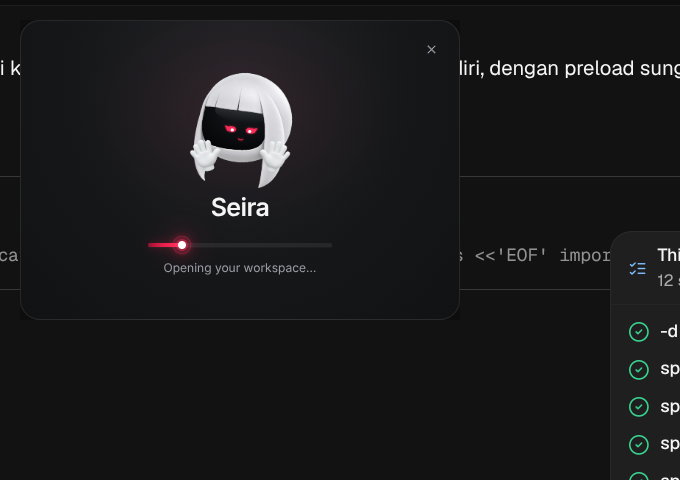 i k
diri, dengan preload sung
Seira
Opening your workspace...
ca
s <<'EOF' impor
Thi
12 s
-d
sp
sp
sp